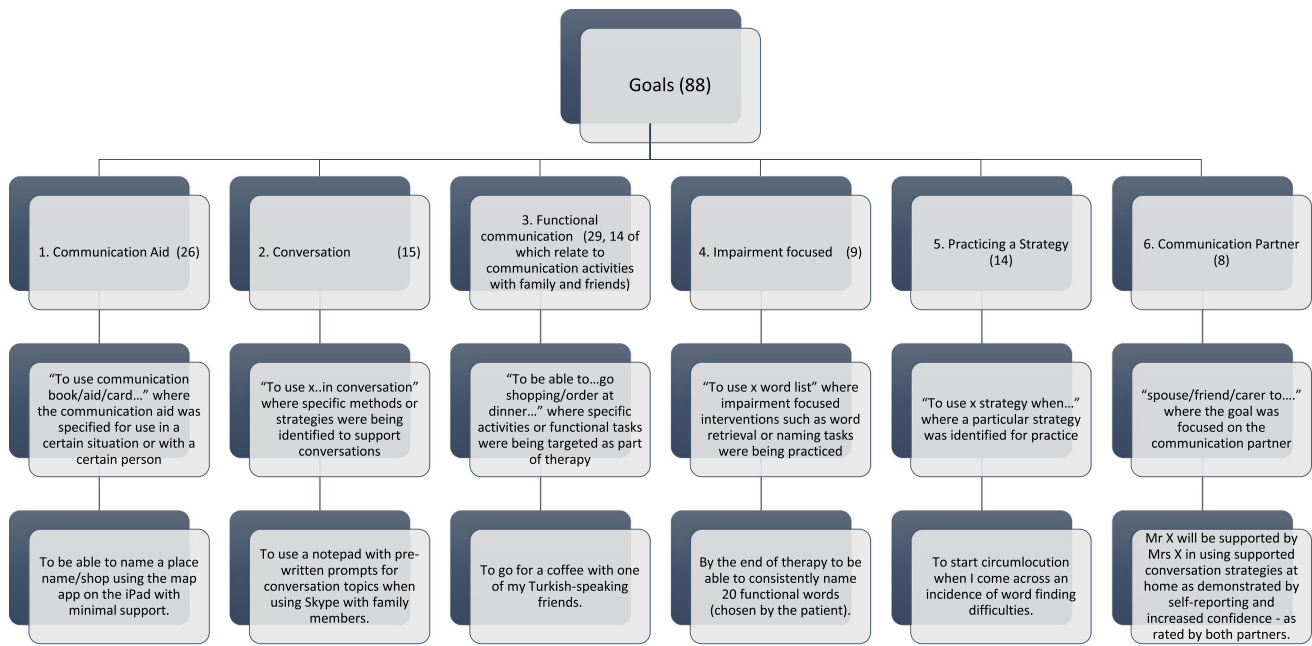 Goals (88)
1. Communication Aid (26)
2. Conversation (15)
3. Functional
communication (29, 14 of
which relate to
communication activities
with family and friends)
4. Impairment focused (9)
5. Practicing a Strategy
(14)
6. Communication Partner
(8)
“To use communication
book/aid/card...” where
the communication aid was
specified for use in a
certain situation or with a
certain person
“To use x..in conversation”
where specific methods or
strategies were being
identified to support
conversations
“To be able to...go
shopping/order at
dinner...” where specific
activities or functional tasks
were being targeted as part
of therapy
“To use x word list” where
impairment focused
interventions such as word
retrieval or naming tasks
were being practiced
“To use x strategy when...”
where a particular strategy
was identified for practice
“spouse/friend/carer to....”
where the goal was
focused on the
communication partner
To be able to name a place
name/shop using the map
app on the iPad with
minimal support.
To use a notepad with pre-
written prompts for
conversation topics when
using Skype with family
members.
To go for a coffee with one
of my Turkish-speaking
friends.
By the end of therapy to be
able to consistently name
20 functional words
(chosen by the patient).
To start circumlocution
when I come across an
incidence of word finding
difficulties.
Mr X will be supported by
Mrs X in using supported
conversation strategies at
home as demonstrated by
self-reporting and
increased confidence - as
rated by both partners.